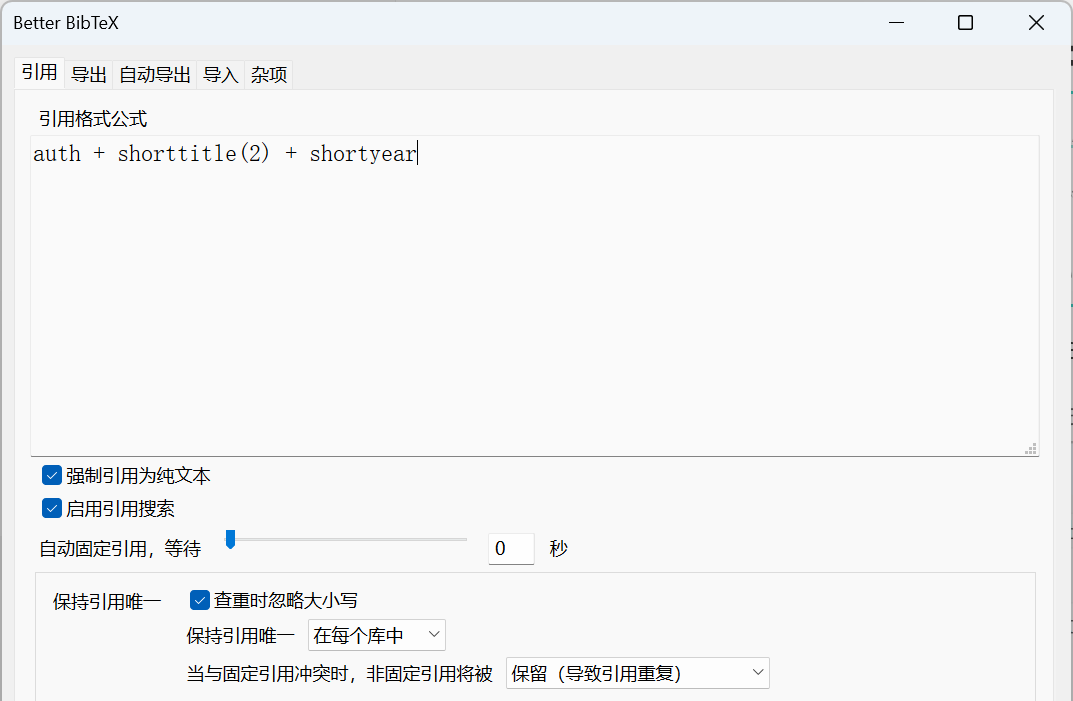 Better BibTeX
引用 导出 自动导出 导入 杂项
引用格式公式
auth + shorttitle(2) + shortyear
强制引用为纯文本
启用引用搜索
自动固定引用，等待 0 秒
保持引用唯一 查重时忽略大小写
保持引用唯一 在每个库中
当与固定引用冲突时，非固定引用将被 保留（导致引用重复）